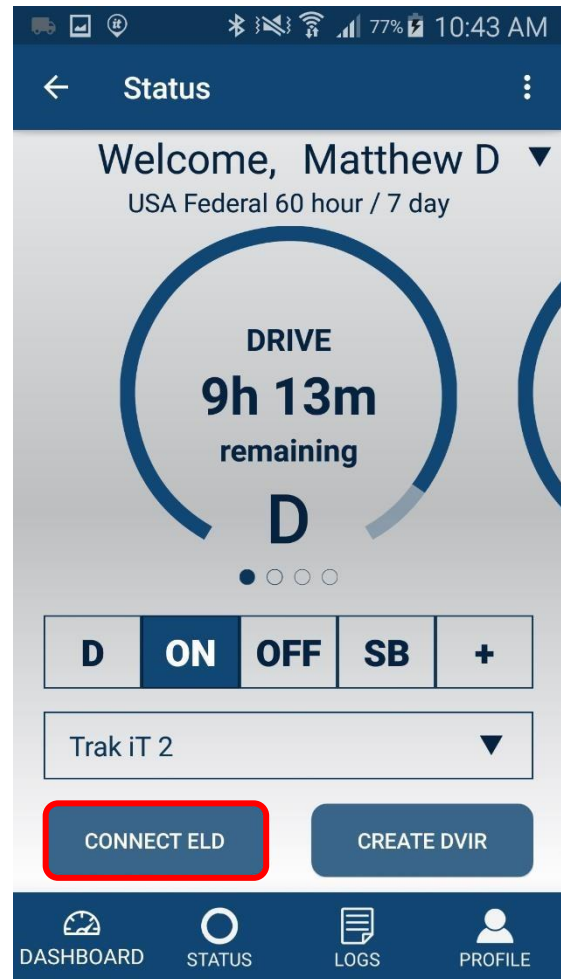 it 77% 10:43 AM
Status
Welcome, Matthew D
USA Federal 60 hour / 7 day
DRIVE
9h 13m
remaining
D
D ON OFF SB +
Trak iT 2
CONNECT ELD CREATE DVIR
DASHBOARD STATUS LOGS PROFILE